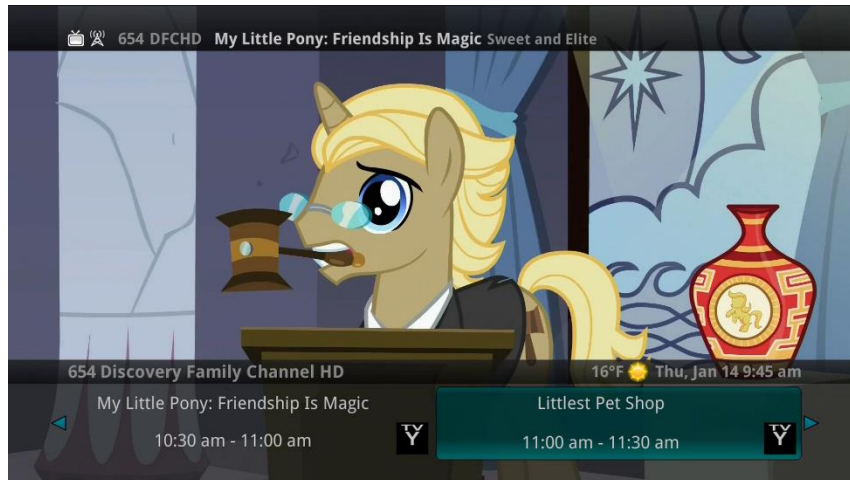 654 DFCHD My Little Pony: Friendship Is Magic Sweet and Elite
654 Discovery Family Channel HD 16°F Thu, Jan 14 9:45 am
My Little Pony: Friendship Is Magic
10:30 am - 11:00 am
TV
Y
Littlest Pet Shop
11:00 am - 11:30 am
TV
Y